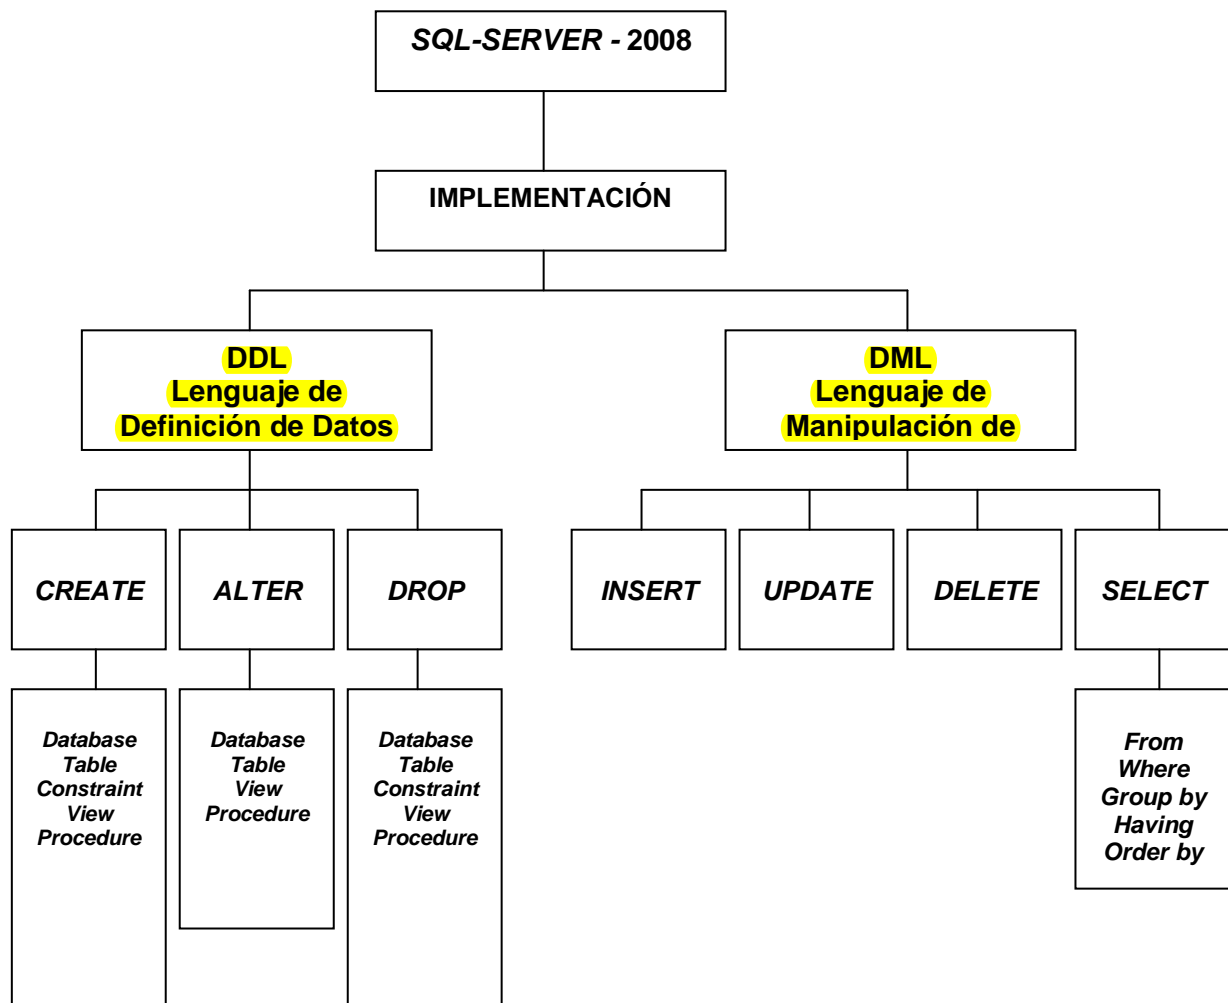 SQL-SERVER - 2008
IMPLEMENTACIÓN
DDL
Lenguaje de
Definición de Datos
DML
Lenguaje de
Manipulación de
CREATE
ALTER
DROP
INSERT
UPDATE
DELETE
SELECT
Database
Table
Constraint
View
Procedure
Database
Table
View
Procedure
Database
Table
Constraint
View
Procedure
From
Where
Group by
Having
Order by